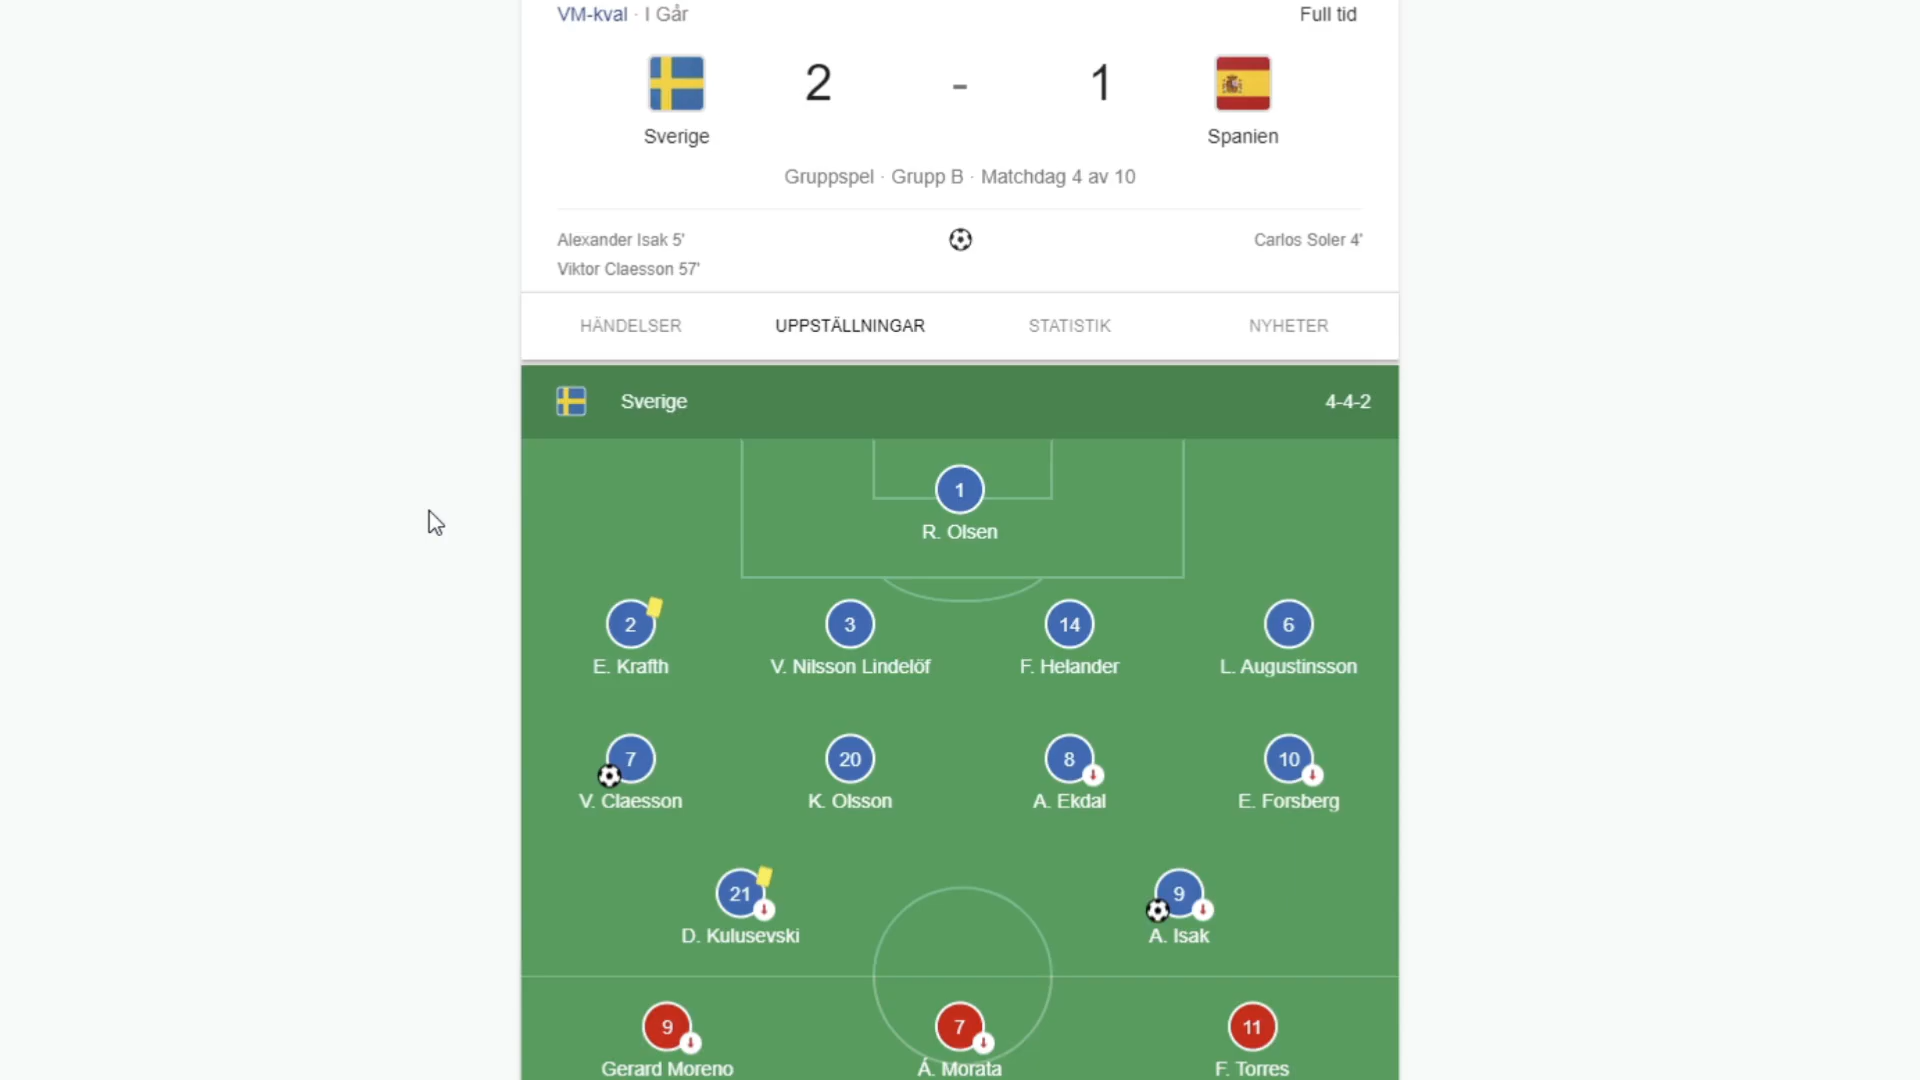 VM-kval · I Går Full tid
2 - 1
Sverige Spanien
Gruppspel · Grupp B · Matchdag 4 av 10
Alexander Isak 5' Carlos Soler 4'
Viktor Claesson 57'
HÄNDELSER UPPSTÄLLNINGAR STATISTIK NYHETER
Sverige 4-4-2
1
R. Olsen
2 3 14 6
E. Krafth V. Nilsson Lindelöf F. Helander L. Augustinsson
7 20 8 10
V. Claesson K. Olsson A. Ekdal E. Forsberg
21 9
D. Kulusevski A. Isak
9 7 11
Gerard Moreno Á. Morata F. Torres